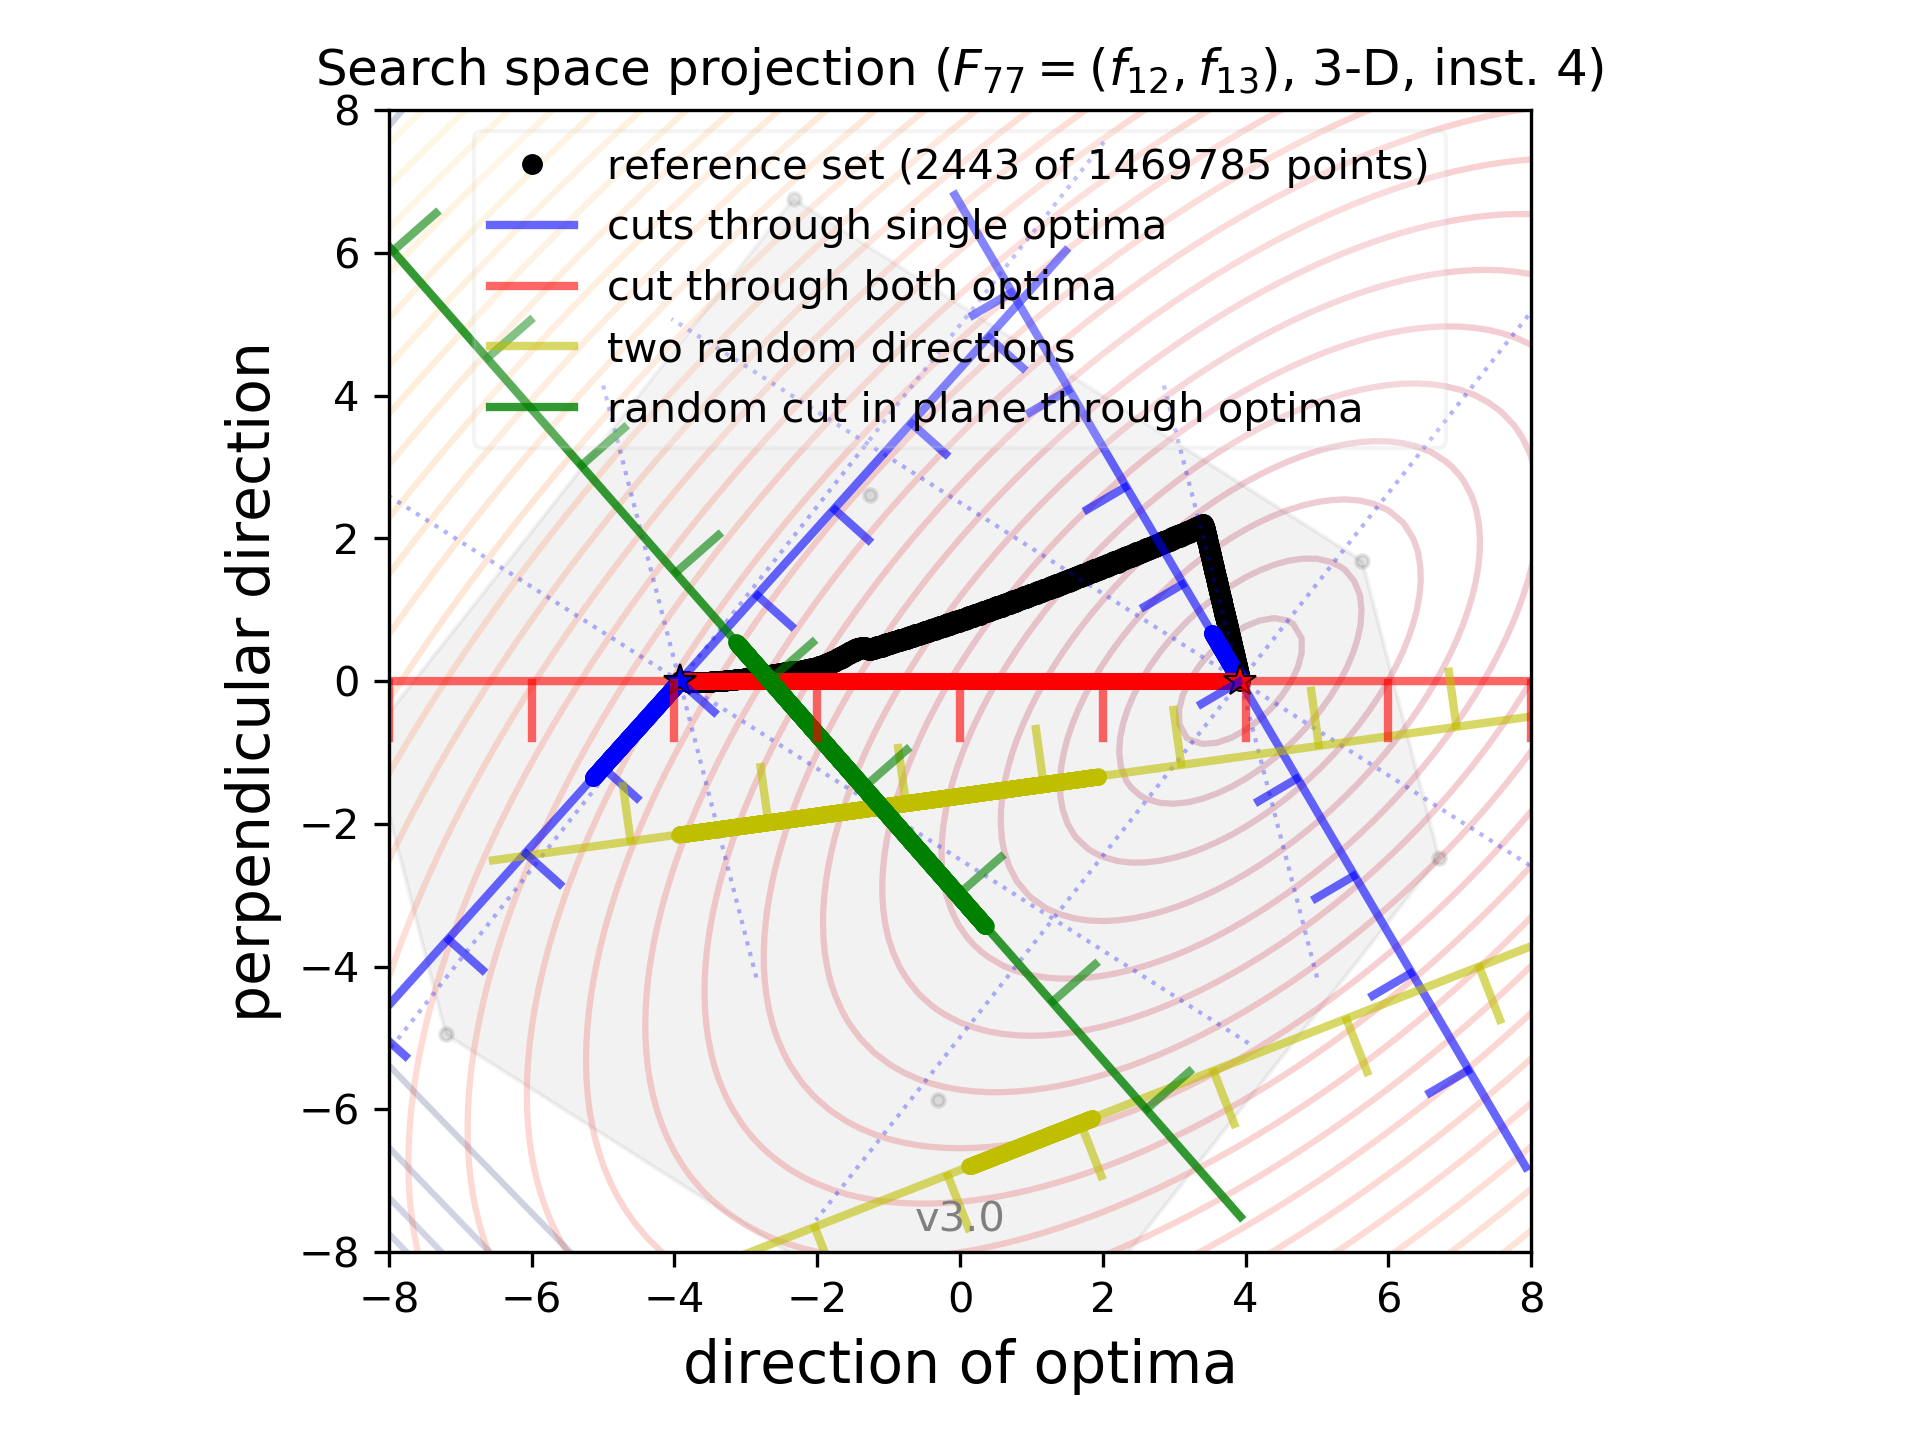 Search space projection (F77 = (f12, f13), 3-D, inst. 4)
reference set (2443 of 1469785 points)
cuts through single optima
cut through both optima
two random directions
random cut in plane through optima
8
6
4
2
0
−2
−4
−6
−8
perpendicular direction
v3.0
−8 −6 −4 −2 0 2 4 6 8
direction of optima